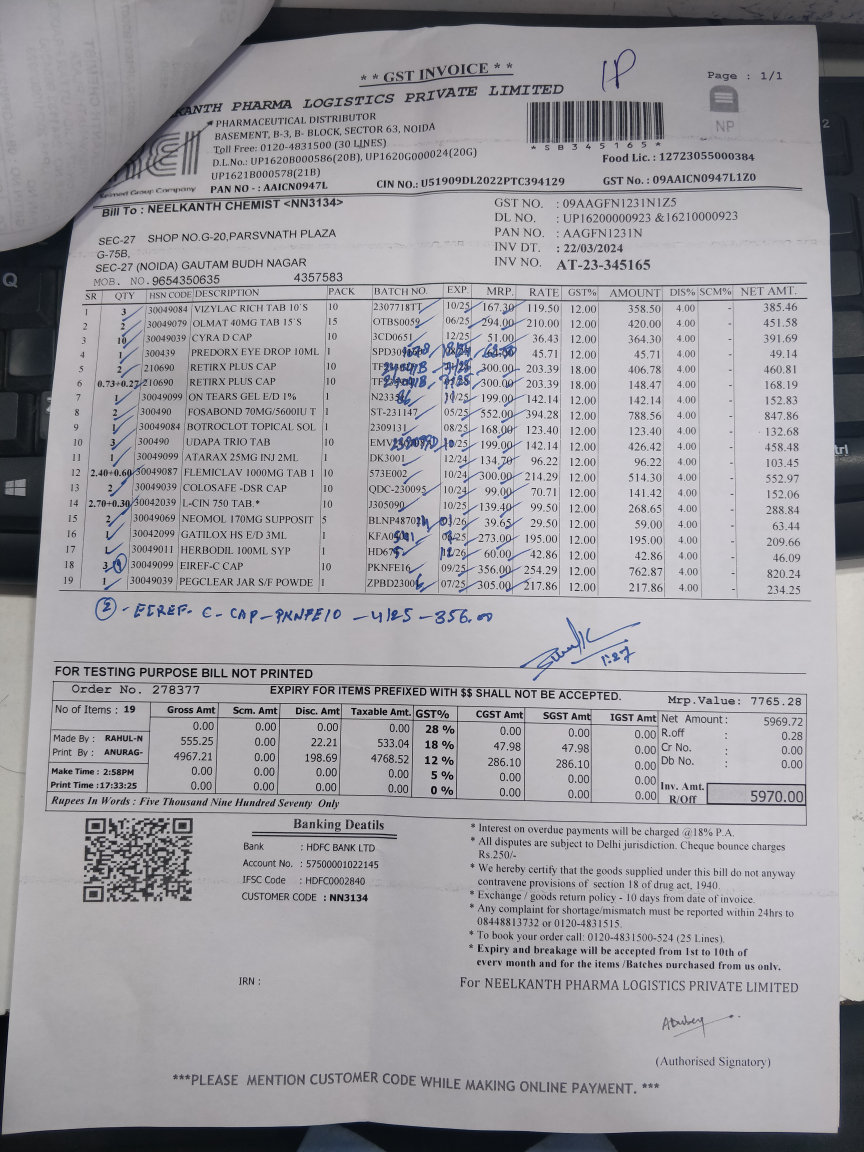 * * GST INVOICE * *
IP
Page : 1/1
KANTH PHARMA LOGISTICS PRIVATE LIMITED
PHARMACEUTICAL DISTRIBUTOR
BASEMENT, B-3, B- BLOCK, SECTOR 63, NOIDA
Toll Free: 0120-4831500 (30 LINES)
D.L.No.: UP1620B000586(20B), UP1620G000024(20G)
UP1621B000578(21B)
Group Company
PAN NO - : AAICN0947L
CIN NO.: U51909DL2022PTC394129
NP
*SB345165*
Food Lic. : 12723055000384
GST No. : 09AAICN0947L1Z0
Bill To : NEELKANTH CHEMIST <NN3134>
SEC-27 SHOP NO.G-20,PARSVNATH PLAZA
G-75B,
SEC-27 (NOIDA) GAUTAM BUDH NAGAR
MOB. NO.9654350635 4357583
GST NO. : 09AAGFN1231N1Z5
DL NO. : UP16200000923 &16210000923
PAN NO. : AAGFN1231N
INV DT. : 22/03/2024
INV NO. AT-23-345165
SR QTY HSN CODE DESCRIPTION PACK BATCH NO. EXP. MRP. RATE GST% AMOUNT DIS% SCM% NET AMT.
1 3 30049084 VIZYLAC RICH TAB 10`S 10 2307718TT 10/25 167.30 119.50 12.00 358.50 4.00 - 385.46
2 2 30049079 OLMAT 40MG TAB 15`S 15 OTBS0059 06/25 294.00 210.00 12.00 420.00 4.00 - 451.58
3 10 30049039 CYRA D CAP 10 3CD0651 12/25 51.00 36.43 12.00 364.30 4.00 - 391.69
4 1 300439 PREDORX EYE DROP 10ML 1 45.71 12.00 45.71 4.00 - 49.14
5 2 210690 RETIRX PLUS CAP 10 300.00 203.39 18.00 406.78 4.00 - 460.81
6 0.73+0.27 210690 RETIRX PLUS CAP 10 300.00 203.39 18.00 148.47 4.00 - 168.19
7 1 30049099 ON TEARS GEL E/D 1% 1 199.00 142.14 12.00 142.14 4.00 - 152.83
8 2 300490 FOSABOND 70MG/5600IU T 1 ST-231147 05/25 552.00 394.28 12.00 788.56 4.00 - 847.86
9 1 30049084 BOTROCLOT TOPICAL SOL 1 2309131 08/25 168.00 123.40 12.00 123.40 4.00 - 132.68
10 3 300490 UDAPA TRIO TAB 10 10/25 199.00 142.14 12.00 426.42 4.00 - 458.48
11 1 30049099 ATARAX 25MG INJ 2ML 1 DK3001 12/24 134.70 96.22 12.00 96.22 4.00 - 103.45
12 2.40+0.60 30049087 FLEMICLAV 1000MG TAB 1 10 573E002 10/24 300.00 214.29 12.00 514.30 4.00 - 552.97
13 2 30049039 COLOSAFE -DSR CAP 10 QDC-230095 10/24 99.00 70.71 12.00 141.42 4.00 - 152.06
14 2.70+0.30 30042039 L-CIN 750 TAB.* 10 J305090 10/24 139.40 99.50 12.00 268.65 4.00 - 288.84
15 2 30049069 NEOMOL 170MG SUPPOSIT 5 39.65 29.50 12.00 59.00 4.00 - 63.44
16 1 30042099 GATILOX HS E/D 3ML 1 273.00 195.00 12.00 195.00 4.00 - 209.66
17 1 30049011 HERBODIL 100ML SYP 1 60.00 42.86 12.00 42.86 4.00 - 46.09
18 3 30049099 EIREF-C CAP 10 PKNFE16 09/25 356.00 254.29 12.00 762.87 4.00 - 820.24
19 1 30049039 PEGCLEAR JAR S/F POWDE 1 07/25 305.00 217.86 12.00 217.86 4.00 - 234.25
2 - EIREF- C- CAP - PKNFE10 - 4/25 - 356.00
FOR TESTING PURPOSE BILL NOT PRINTED
Order No. 278377 EXPIRY FOR ITEMS PREFIXED WITH $$ SHALL NOT BE ACCEPTED. Mrp.Value: 7765.28
No of Items : 19 Gross Amt Scm. Amt Disc. Amt Taxable Amt. GST% CGST Amt SGST Amt IGST Amt Net Amount : 5969.72
0.00 0.00 0.00 0.00 28 % 0.00 0.00 0.00 R.off : 0.28
Made By : RAHUL-N 555.25 0.00 22.21 533.04 18 % 47.98 47.98 0.00 Cr No. : 0.00
Print By : ANURAG- 4967.21 0.00 198.69 4768.52 12 % 286.10 286.10 0.00 Db No. : 0.00
Make Time : 2:58PM 0.00 0.00 0.00 0.00 5 % 0.00 0.00 0.00
Print Time :17:33:25 0.00 0.00 0.00 0.00 0 % 0.00 0.00 0.00 Inv. Amt. R/Off 5970.00
Rupees In Words : Five Thousand Nine Hundred Seventy Only
Banking Deatils
Bank : HDFC BANK LTD
Account No. : 57500001022145
IFSC Code : HDFC0002840
CUSTOMER CODE : NN3134
* Interest on overdue payments will be charged @18% P.A.
* All disputes are subject to Delhi jurisdiction. Cheque bounce charges
Rs.250/-
* We hereby certify that the goods supplied under this bill do not anyway
contravene provisions of section 18 of drug act, 1940.
* Exchange / goods return policy - 10 days from date of invoice.
* Any complaint for shortage/mismatch must be reported within 24hrs to
08448813732 or 0120-4831515.
* To book your order call: 0120-4831500-524 (25 Lines).
* Expiry and breakage will be accepted from 1st to 10th of
every month and for the items /Batches purchased from us only.
IRN :
For NEELKANTH PHARMA LOGISTICS PRIVATE LIMITED
(Authorised Signatory)
***PLEASE MENTION CUSTOMER CODE WHILE MAKING ONLINE PAYMENT. ***